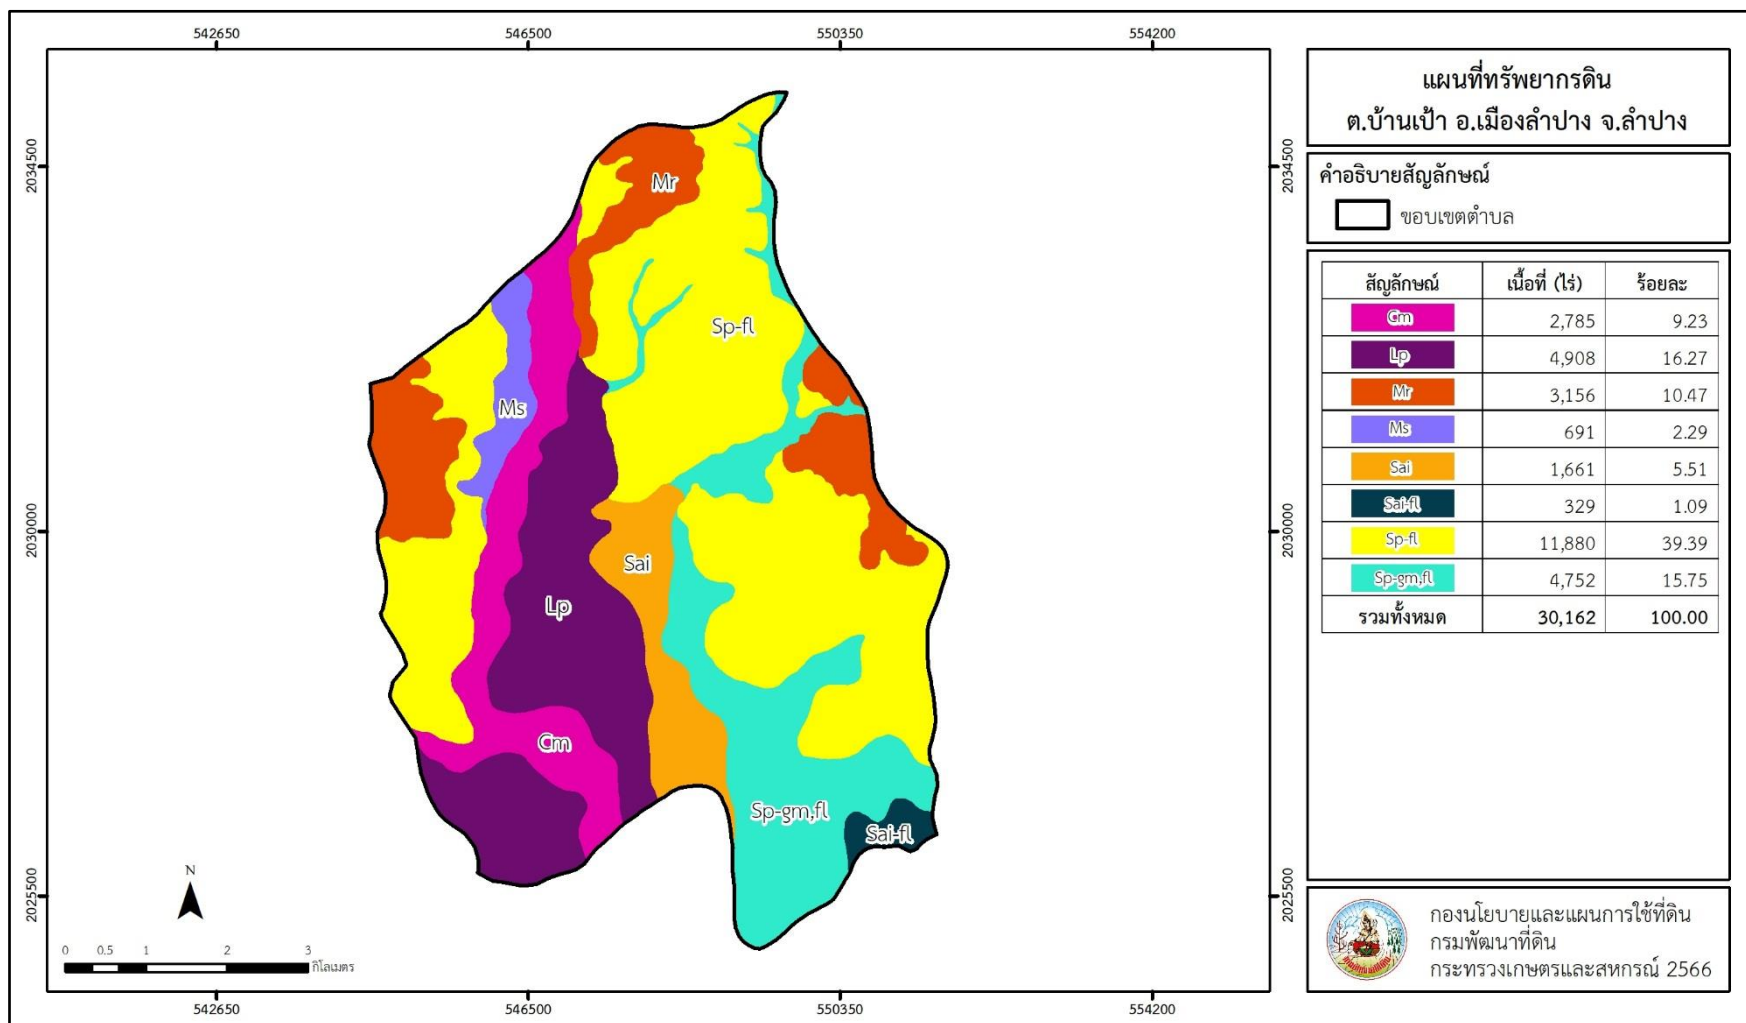 542650
546500
550350
554200
2034500
2030000
2025500
2034500
2030000
2025500
542650
546500
550350
554200
Mr
Sp-fl
Ms
Sai
Lp
Cm
Sp-gm,fl
Sai-fl
N
0 0.5 1 2 3
กิโลเมตร
แผนที่ทรัพยากรดิน
ต.บ้านเป้า อ.เมืองลำปาง จ.ลำปาง
คำอธิบายสัญลักษณ์
ขอบเขตตำบล
สัญลักษณ์ เนื้อที่ (ไร่) ร้อยละ
Cm 2,785 9.23
Lp 4,908 16.27
Mr 3,156 10.47
Ms 691 2.29
Sai 1,661 5.51
Sai-fl 329 1.09
Sp-fl 11,880 39.39
Sp-gm,fl 4,752 15.75
รวมทั้งหมด 30,162 100.00
กองนโยบายและแผนการใช้ที่ดิน
กรมพัฒนาที่ดิน
กระทรวงเกษตรและสหกรณ์ 2566